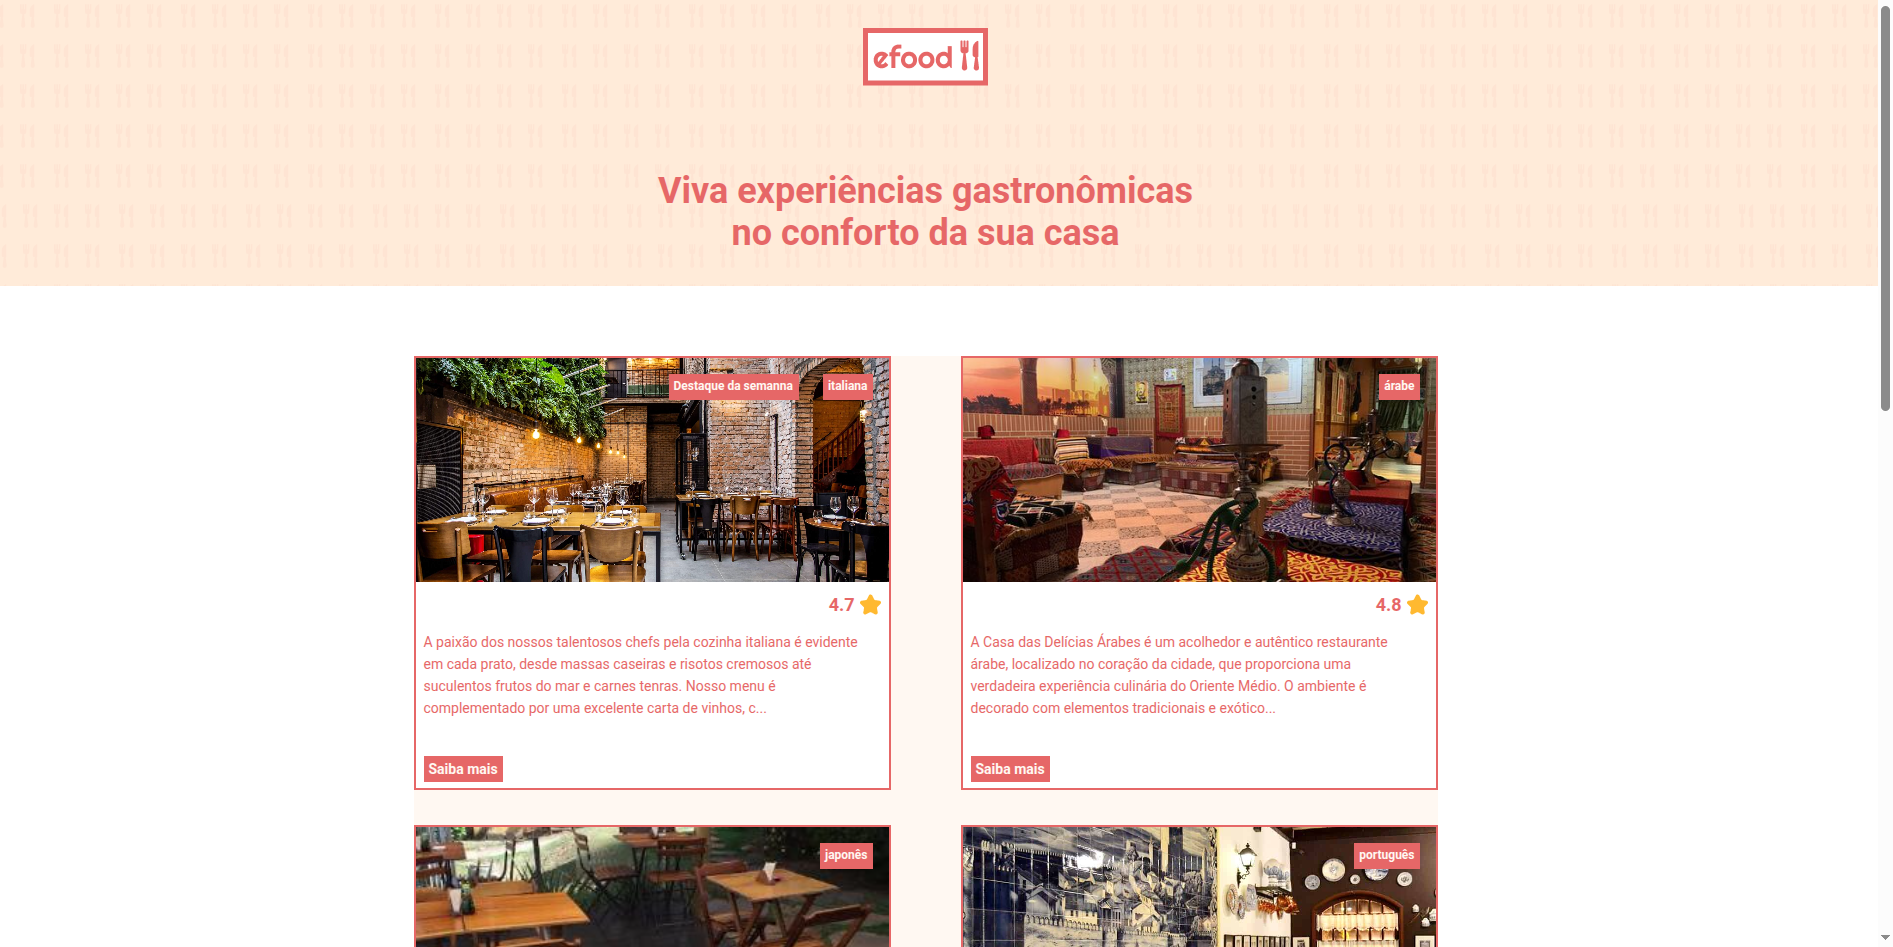 efood
Viva experiências gastronômicas
no conforto da sua casa
Destaque da semanna
italiana
4.7
A paixão dos nossos talentosos chefs pela cozinha italiana é evidente
em cada prato, desde massas caseiras e risotos cremosos até
suculentos frutos do mar e carnes tenras. Nosso menu é
complementado por uma excelente carta de vinhos, c...
Saiba mais
árabe
4.8
A Casa das Delícias Árabes é um acolhedor e autêntico restaurante
árabe, localizado no coração da cidade, que proporciona uma
verdadeira experiência culinária do Oriente Médio. O ambiente é
decorado com elementos tradicionais e exótico...
Saiba mais
japonês
português